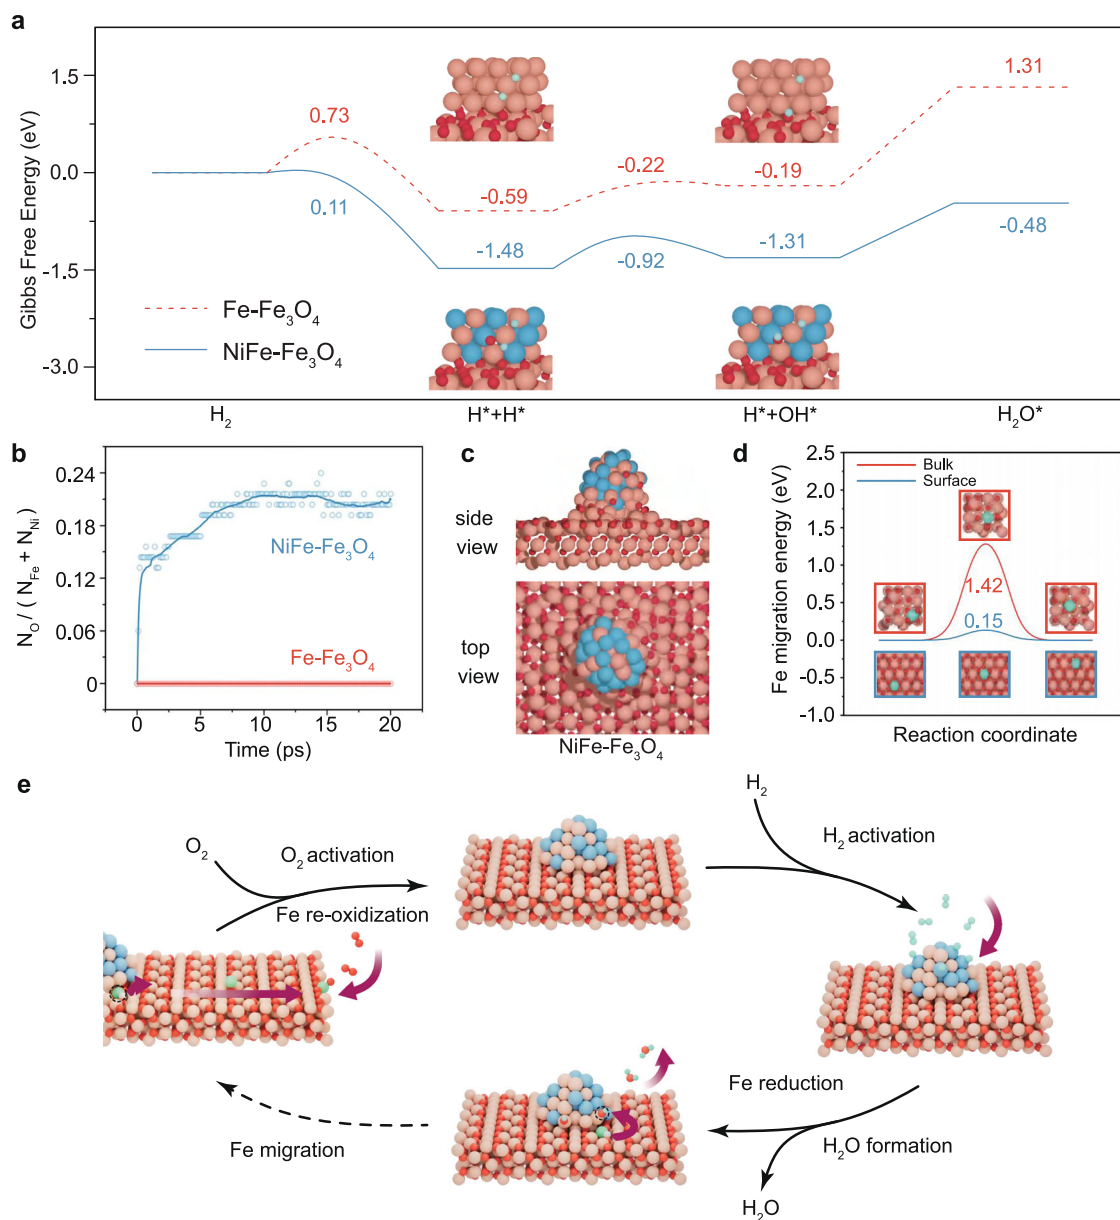 a
Gibbs Free Energy (eV)
1.5
0.0
-1.5
-3.0
0.73
-0.59
-0.22
-0.19
1.31
0.11
-1.48
-0.92
-1.31
-0.48
Fe-Fe₃O₄
NiFe-Fe₃O₄
H₂
H*+H*
H*+OH*
H₂O*
b
N_O / ( N_Fe + N_Ni)
0.24
0.18
0.12
0.06
0
NiFe-Fe₃O₄
Fe-Fe₃O₄
0
5
10
15
20
Time (ps)
c
side
view
top
view
NiFe-Fe₃O₄
d
Fe migration energy (eV)
2.5
2.0
1.5
1.0
0.5
0.0
-0.5
-1.0
Bulk
Surface
1.42
0.15
Reaction coordinate
e
O₂
O₂ activation
Fe re-oxidization
H₂
H₂ activation
Fe reduction
H₂O formation
H₂O
Fe migration